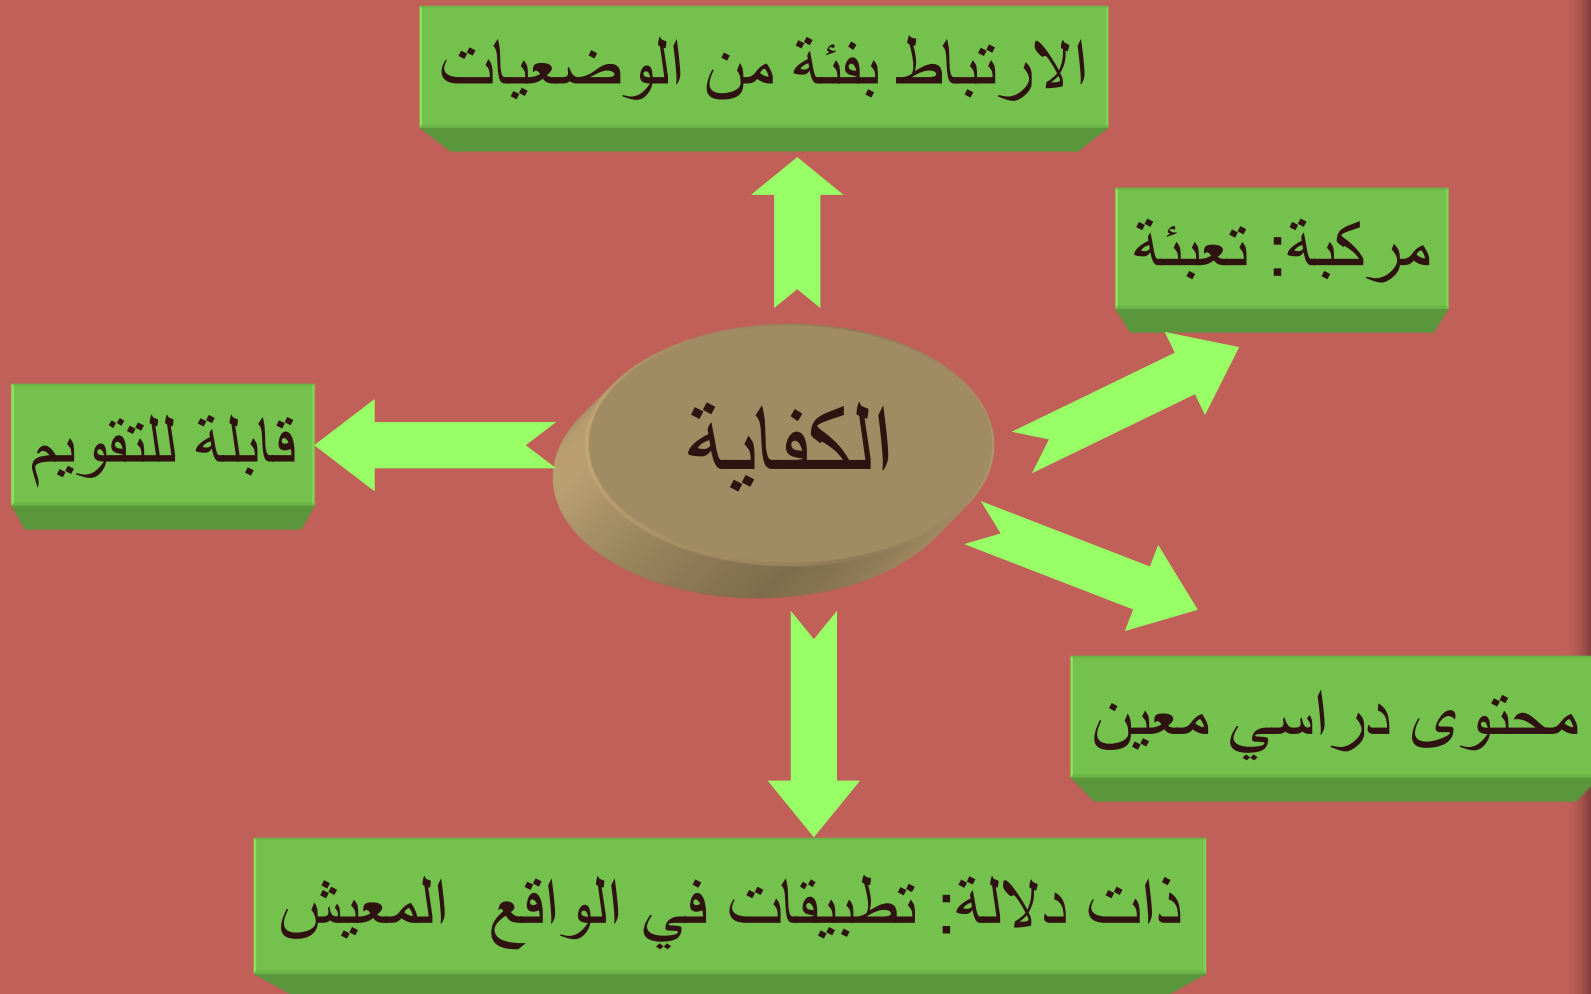 الارتباط بفئة من الوضعيات
مركبة: تعبئة
الكفاية
قابلة للتقويم
محتوى دراسي معين
ذات دلالة: تطبيقات في الواقع المعيش